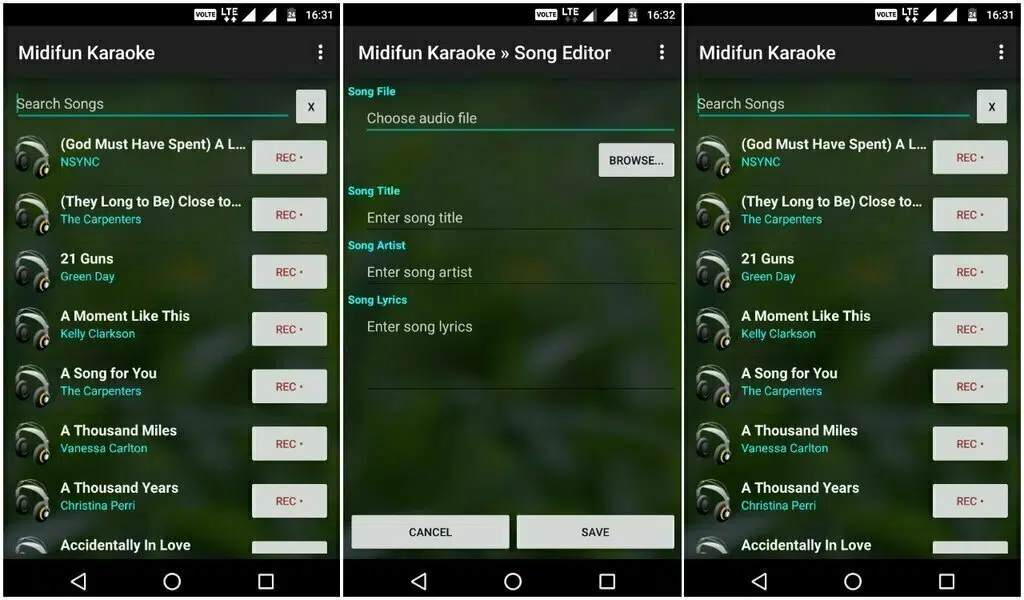 VOLTE LTE 24 16:31
Midifun Karaoke
Search Songs
X
(God Must Have Spent) A L...
NSYNC
REC •
(They Long to Be) Close to...
The Carpenters
REC •
21 Guns
Green Day
REC •
A Moment Like This
Kelly Clarkson
REC •
A Song for You
The Carpenters
REC •
A Thousand Miles
Vanessa Carlton
REC •
A Thousand Years
Christina Perri
REC •
Accidentally In Love
VOLTE LTE 24 16:32
Midifun Karaoke » Song Editor
Song File
Choose audio file
BROWSE...
Song Title
Enter song title
Song Artist
Enter song artist
Song Lyrics
Enter song lyrics
CANCEL
SAVE
VOLTE LTE 24 16:31
Midifun Karaoke
Search Songs
X
(God Must Have Spent) A L...
NSYNC
REC •
(They Long to Be) Close to...
The Carpenters
REC •
21 Guns
Green Day
REC •
A Moment Like This
Kelly Clarkson
REC •
A Song for You
The Carpenters
REC •
A Thousand Miles
Vanessa Carlton
REC •
A Thousand Years
Christina Perri
REC •
Accidentally In Love